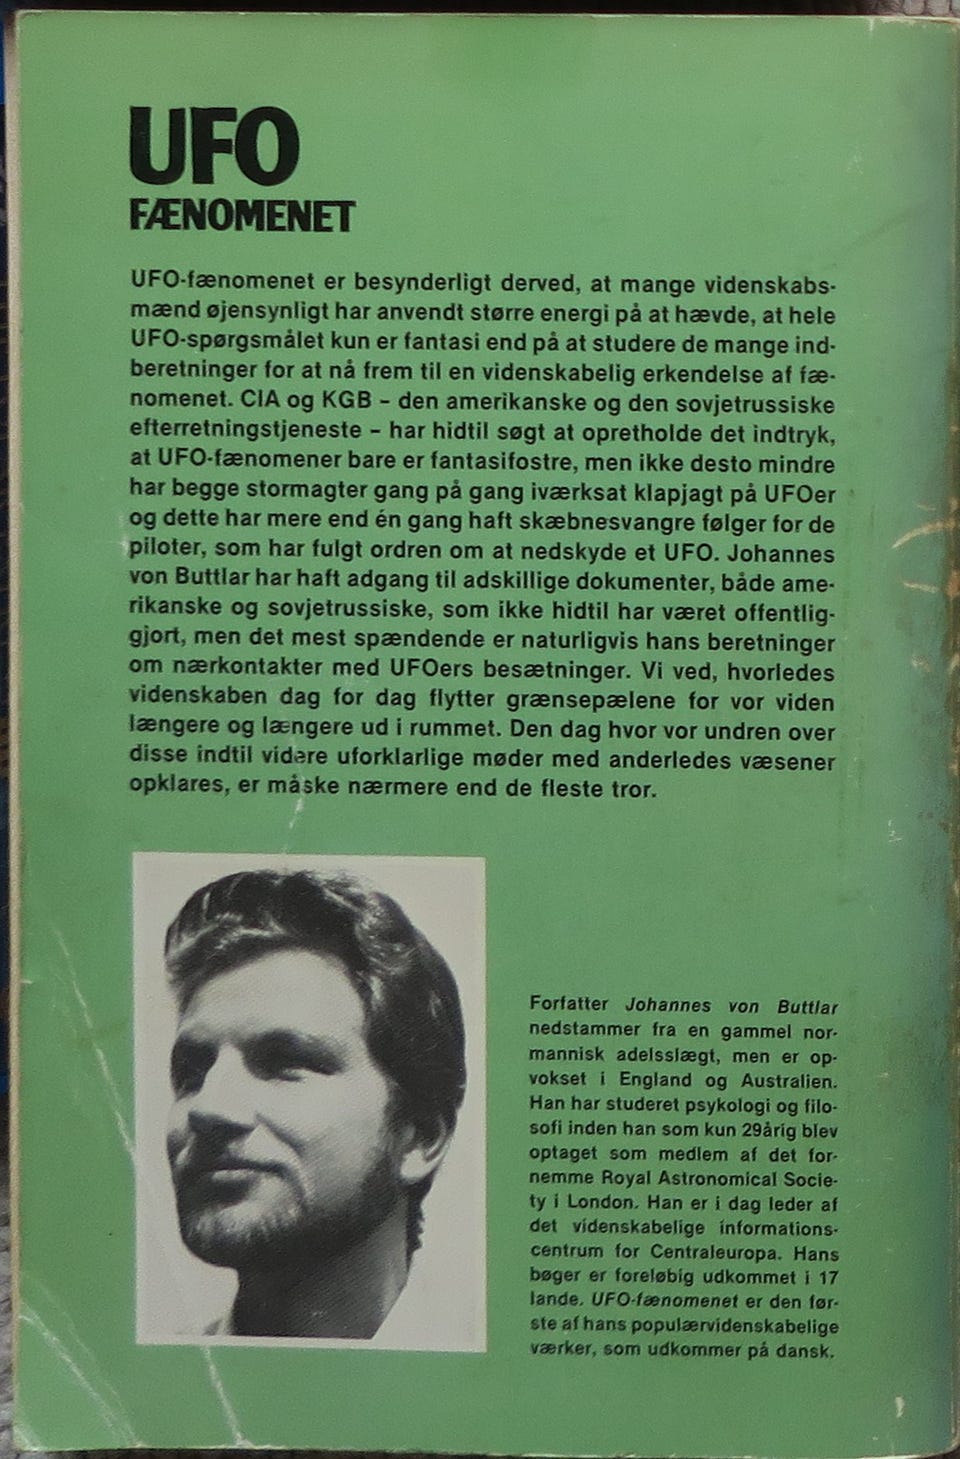 UFO
FÆNOMENET
UFO-fænomenet er besynderligt derved, at mange videnskabs-
mænd øjensynligt har anvendt større energi på at hævde, at hele
UFO-spørgsmålet kun er fantasi end på at studere de mange ind-
beretninger for at nå frem til en videnskabelig erkendelse af fæ-
nomenet. CIA og KGB – den amerikanske og den sovjetrussiske
efterretningstjeneste – har hidtil søgt at opretholde det indtryk,
at UFO-fænomener bare er fantasifostre, men ikke desto mindre
har begge stormagter gang på gang iværksat klapjagt på UFOer
og dette har mere end én gang haft skæbnesvangre følger for de
piloter, som har fulgt ordren om at nedskyde et UFO. Johannes
von Buttlar har haft adgang til adskillige dokumenter, både ame-
rikanske og sovjetrussiske, som ikke hidtil har været offentlig-
gjort, men det mest spændende er naturligvis hans beretninger
om nærkontakter med UFOers besætninger. Vi ved, hvorledes
videnskaben dag for dag flytter grænsepælene for vor viden
længere og længere ud i rummet. Den dag hvor vor undren over
disse indtil videre uforklarlige møder med anderledes væsener
opklares, er måske nærmere end de fleste tror.
Forfatter Johannes von Buttlar
nedstammer fra en gammel nor-
mannisk adelsslægt, men er op-
vokset i England og Australien.
Han har studeret psykologi og filo-
sofi inden han som kun 29årig blev
optaget som medlem af det for-
nemme Royal Astronomical Socie-
ty i London. Han er i dag leder af
det videnskabelige informations-
centrum for Centraleuropa. Hans
bøger er foreløbig udkommet i 17
lande. UFO-fænomenet er den før-
ste af hans populærvidenskabelige
værker, som udkommer på dansk.